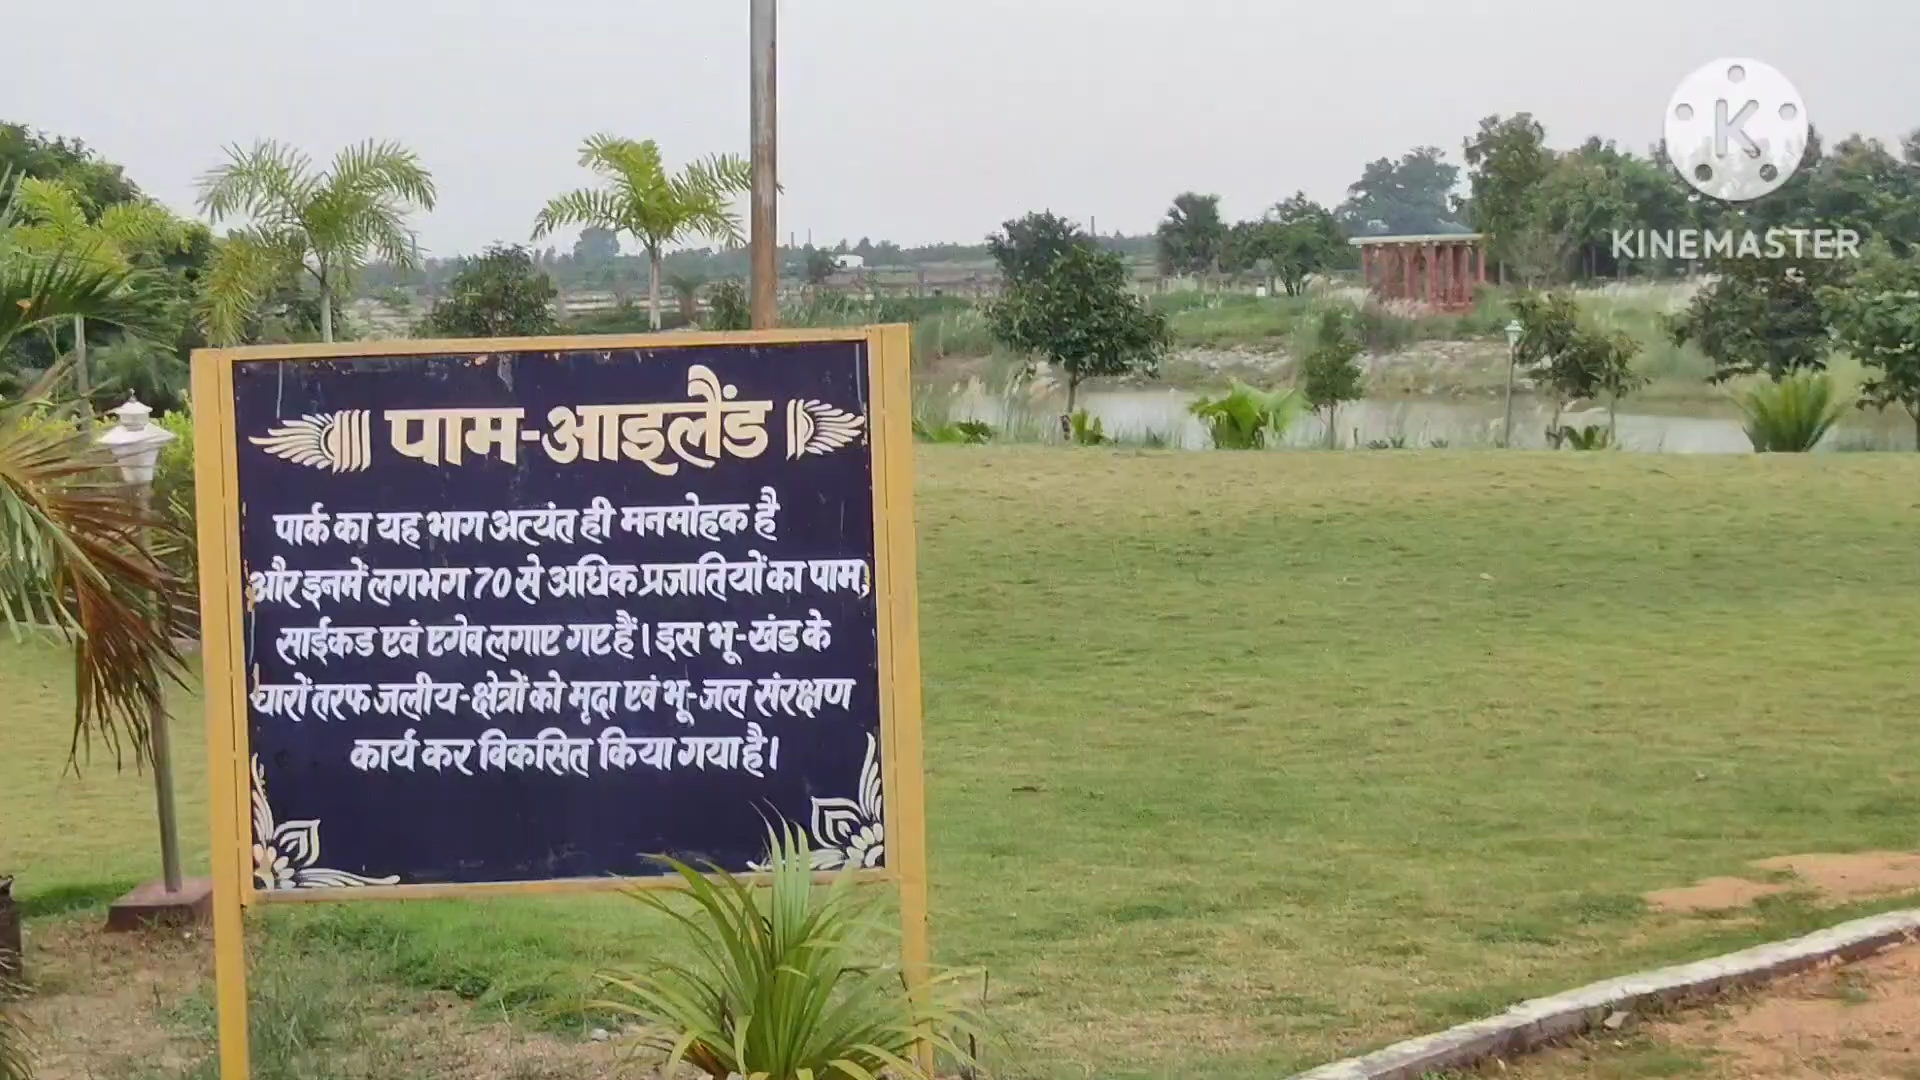 पाम-आइलैंड
पार्क का यह भाग अत्यंत ही मनमोहक है
और इनमें लगभग 70 से अधिक प्रजातियों का पाम,
साईकड एवं एगेव लगाए गए हैं। इस भू-खंड के
चारों तरफ जलीय-क्षेत्रों को मृदा एवं भू-जल संरक्षण
कार्य कर विकसित किया गया है।
K
KINEMASTER